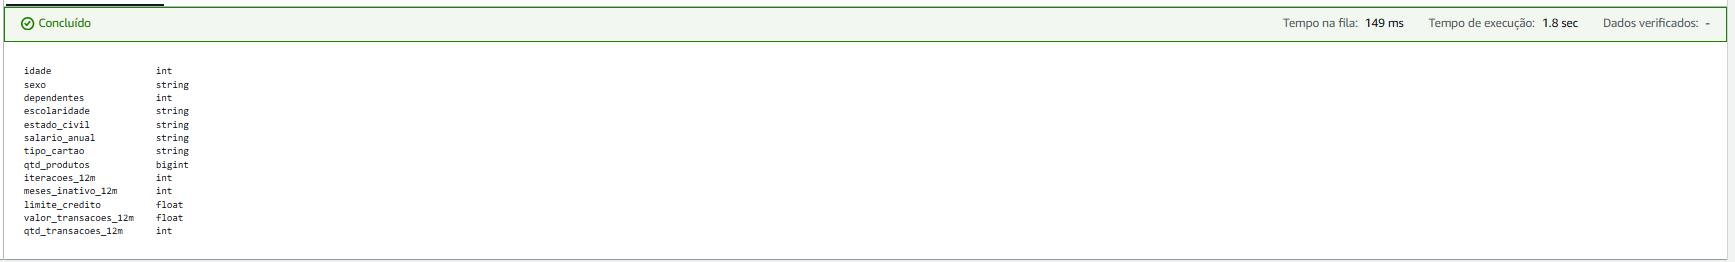 Concluído Tempo na fila: 149 ms Tempo de execução: 1.8 sec Dados verificados: -
idade int
sexo string
dependentes int
escolaridade string
estado_civil string
salario_anual string
tipo_cartao string
qtd_produtos bigint
iteracoes_12m int
meses_inativo_12m int
limite_credito float
valor_transacoes_12m float
qtd_transacoes_12m int